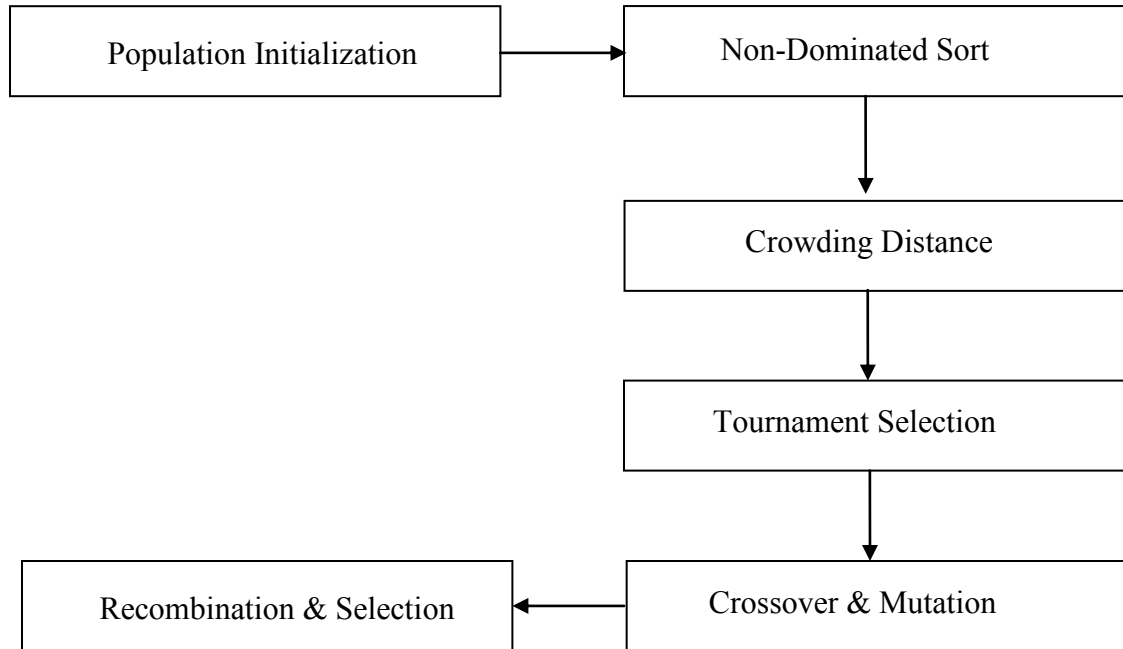 Population Initialization
Non-Dominated Sort
Crowding Distance
Tournament Selection
Crossover & Mutation
Recombination & Selection